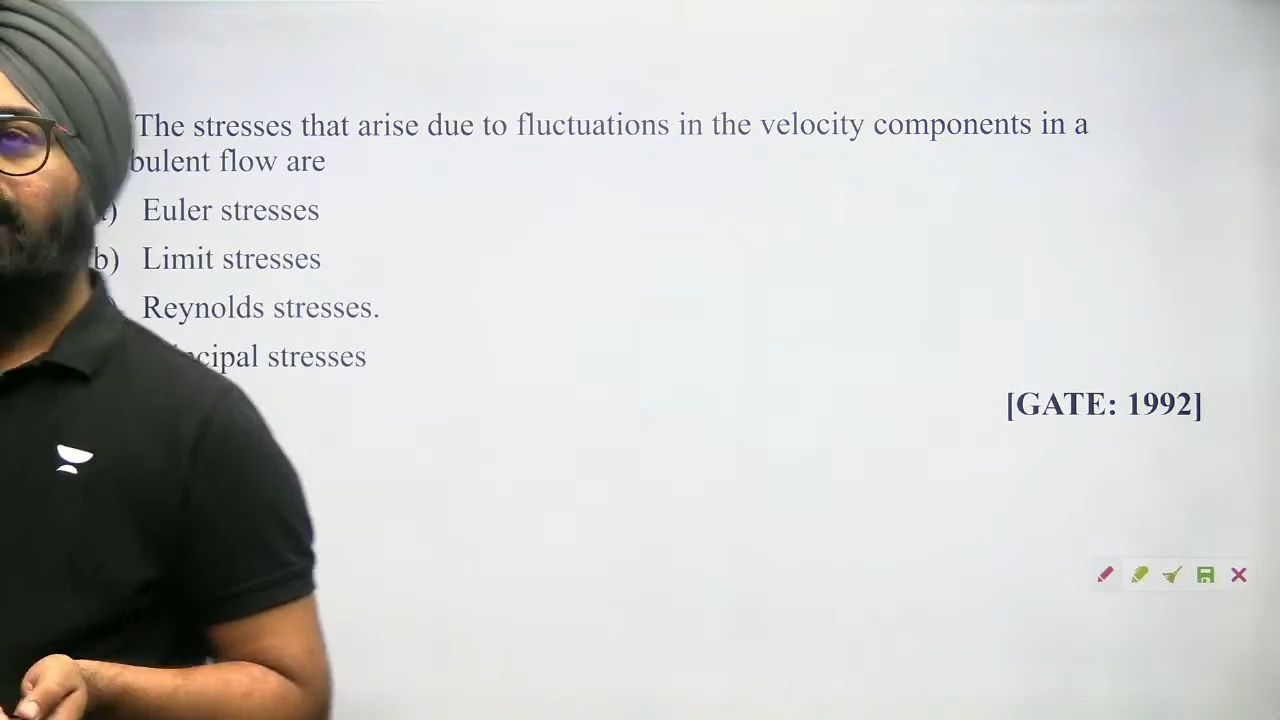 The stresses that arise due to fluctuations in the velocity components in a
bulent flow are
) Euler stresses
b) Limit stresses
Reynolds stresses.
cipal stresses
[GATE: 1992]